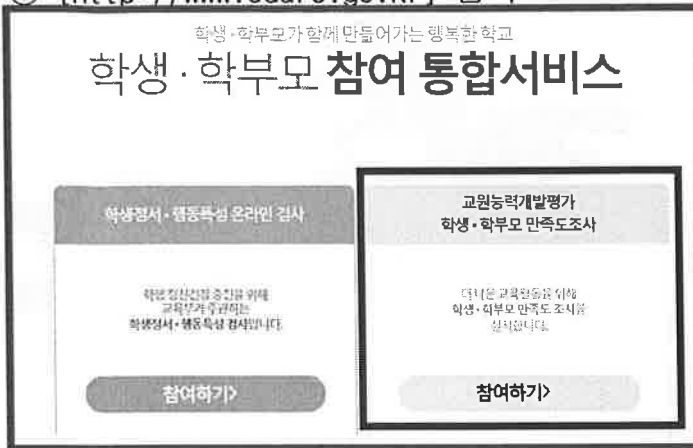 학생·학부모가 함께 만들어가는 행복한 학교
학생·학부모 참여 통합서비스
학생정서·행동특성 온라인 검사
학생 정신건강 증진을 위해
교육부가 주관하는
학생정서·행동특성 검사입니다.
참여하기>
교원능력개발평가
학생·학부모 만족도조사
더 나은 교육활동을 위해
학생·학부모 만족도 조사를
실시합니다.
참여하기>